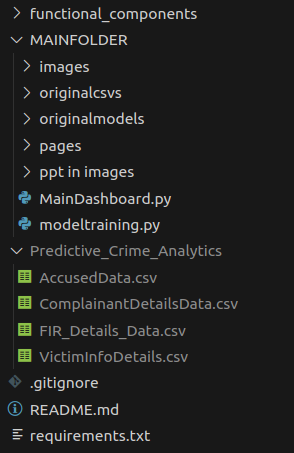 functional_components
MAINFOLDER
images
originalcsvs
originalmodels
pages
ppt in images
MainDashboard.py
modeltraining.py
Predictive_Crime_Analytics
AccusedData.csv
ComplainantDetailsData.csv
FIR_Details_Data.csv
VictimInfoDetails.csv
.gitignore
README.md
requirements.txt